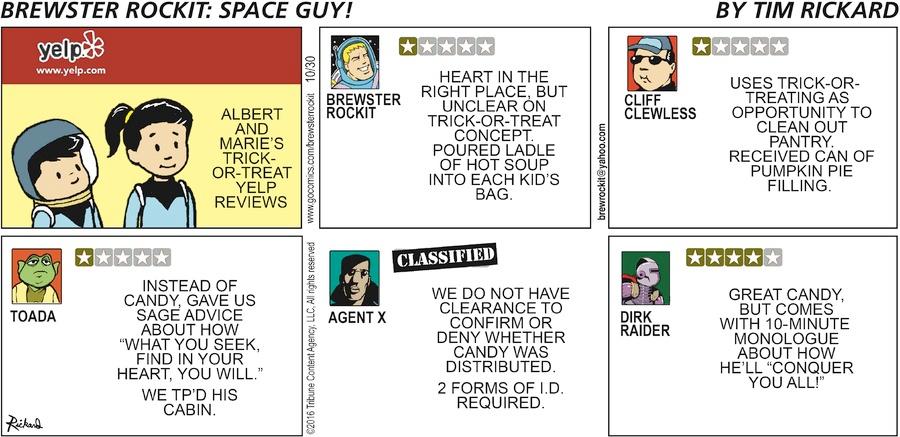 BREWSTER ROCKIT: SPACE GUY!
BY TIM RICKARD
yelp
www.yelp.com
ALBERT
AND
MARIE'S
TRICK-
OR-TREAT
YELP
REVIEWS
www.gocomics.com/brewsterrockit 10/30
BREWSTER
ROCKIT
HEART IN THE
RIGHT PLACE, BUT
UNCLEAR ON
TRICK-OR-TREAT
CONCEPT.
POURED LADLE
OF HOT SOUP
INTO EACH KID'S
BAG.
brewrockit@yahoo.com
CLIFF
CLEWLESS
USES TRICK-OR-
TREATING AS
OPPORTUNITY TO
CLEAN OUT
PANTRY.
RECEIVED CAN OF
PUMPKIN PIE
FILLING.
TOADA
INSTEAD OF
CANDY, GAVE US
SAGE ADVICE
ABOUT HOW
"WHAT YOU SEEK,
FIND IN YOUR
HEART, YOU WILL."
WE TP'D HIS
CABIN.
Rickard
©2016 Tribune Content Agency, LLC. All rights reserved
AGENT X
CLASSIFIED
WE DO NOT HAVE
CLEARANCE TO
CONFIRM OR
DENY WHETHER
CANDY WAS
DISTRIBUTED.
2 FORMS OF I.D.
REQUIRED.
DIRK
RAIDER
GREAT CANDY,
BUT COMES
WITH 10-MINUTE
MONOLOGUE
ABOUT HOW
HE'LL "CONQUER
YOU ALL!"